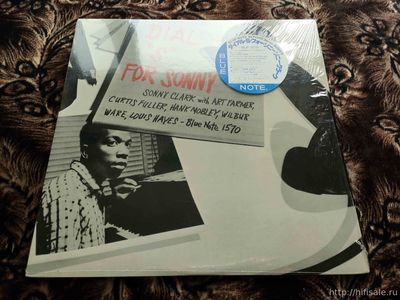 DIAL
"S"
FOR SONNY
SONNY CLARK with ART FARMER,
CURTIS FULLER, HANK MOBLEY, WILBUR
WARE, LOUIS HAYES - Blue Note 1570
BLUE
NOTE.
https://hifisale.ru